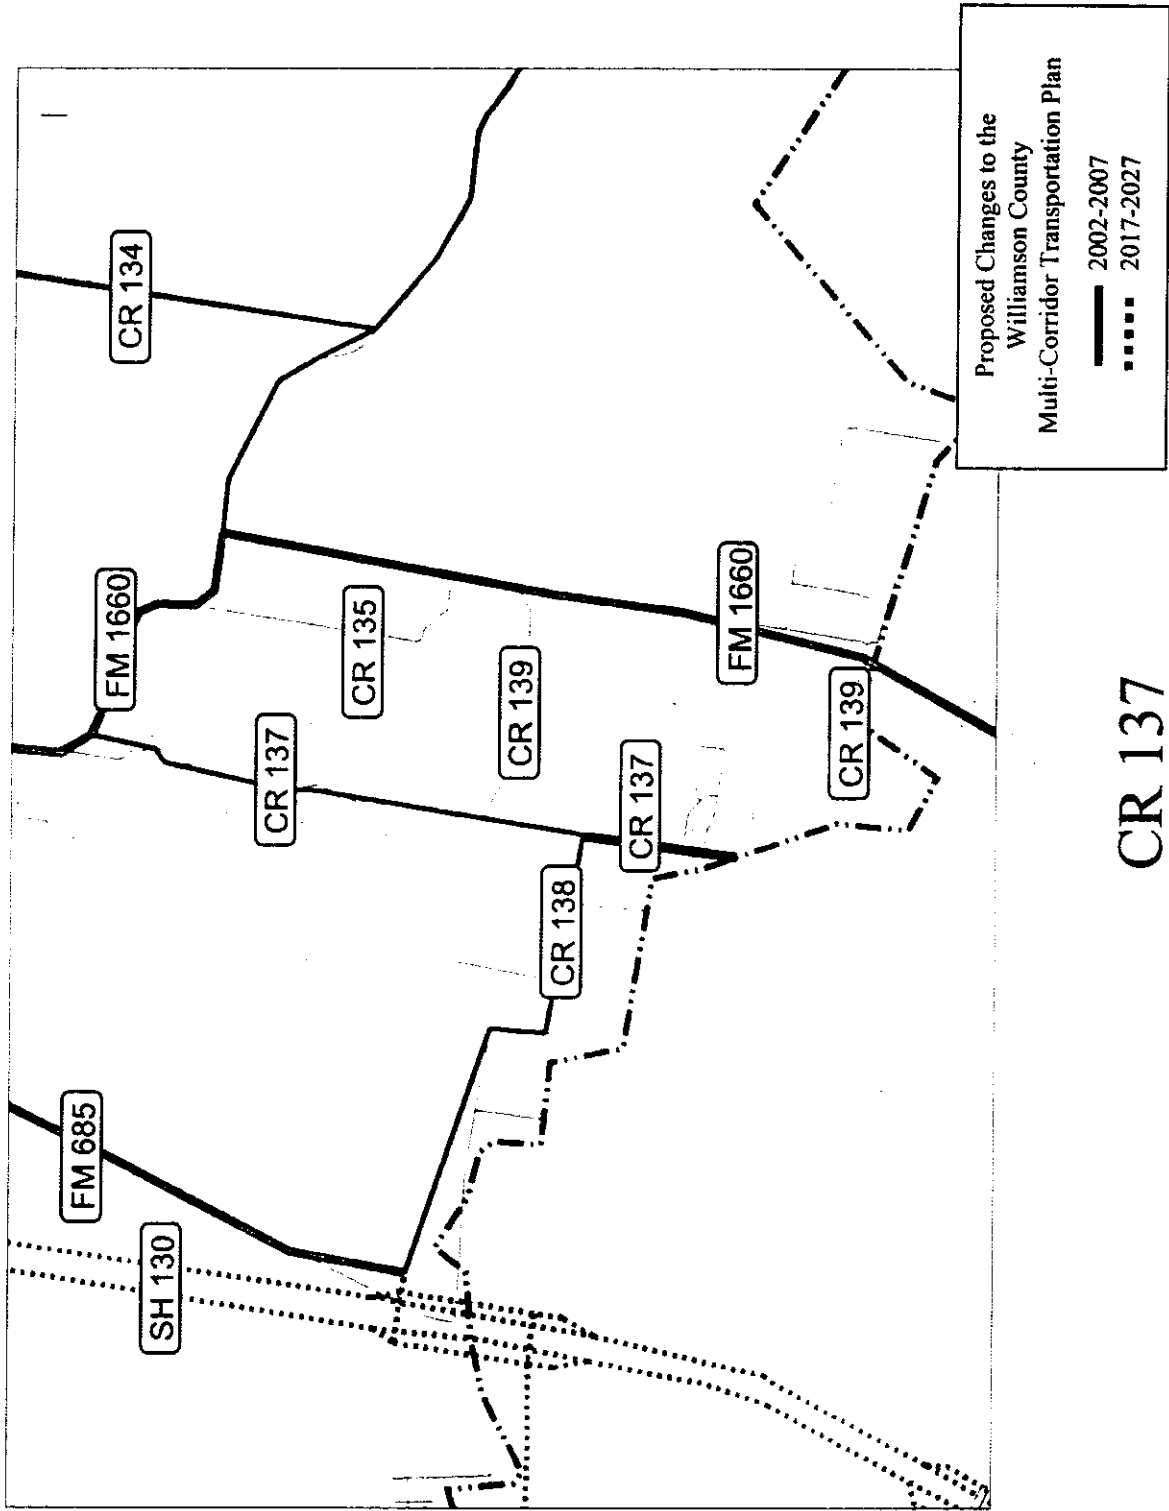 SH 130
FM 685
CR 138
CR 137
CR 137
FM 1660
CR 135
CR 139
CR 139
FM 1660
CR 134
Proposed Changes to the
Williamson County
Multi-Corridor Transportation Plan
2002-2007
2017-2027
CR 137